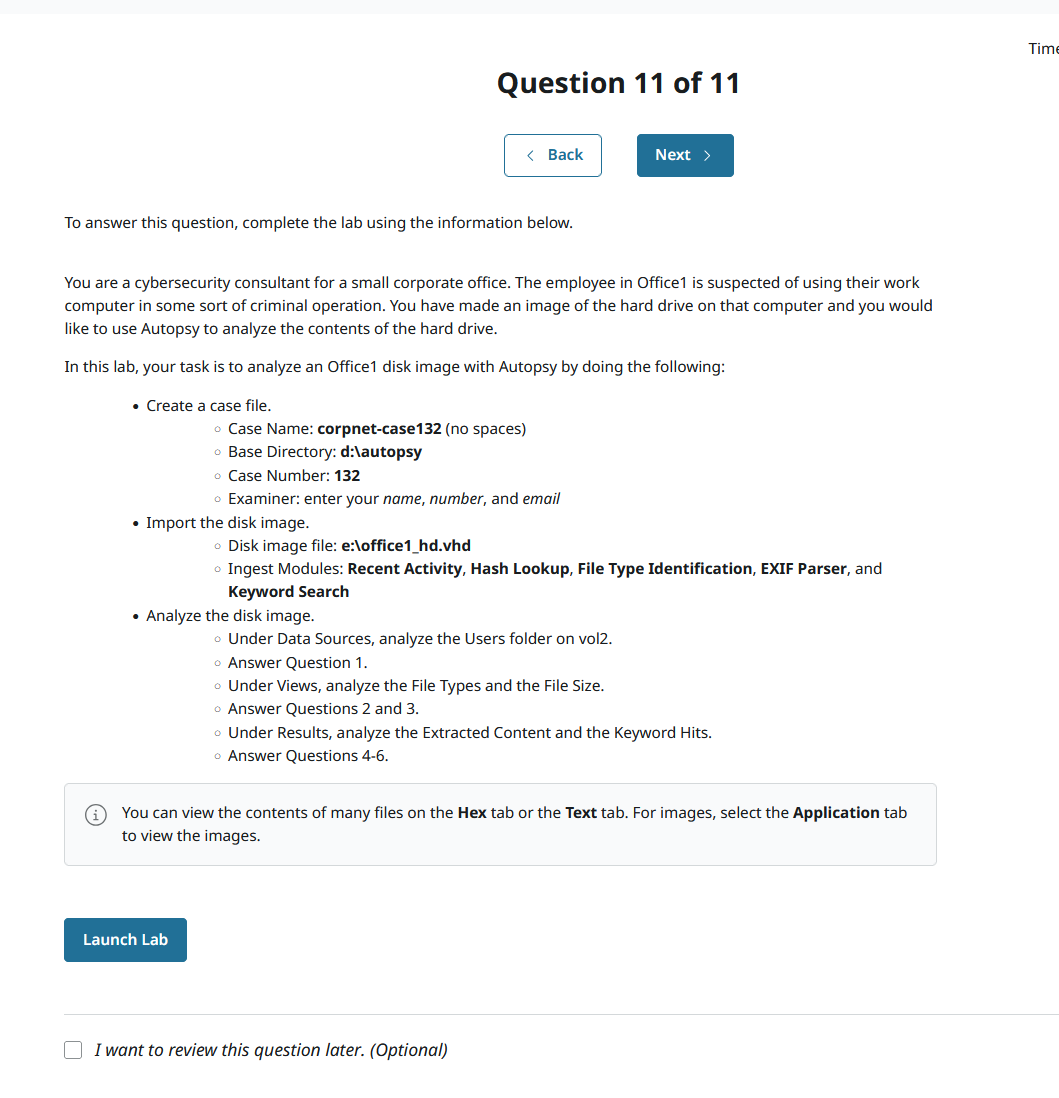 Time
Question 11 of 11
Back
Next
To answer this question, complete the lab using the information below.
You are a cybersecurity consultant for a small corporate office. The employee in Office1 is suspected of using their work
computer in some sort of criminal operation. You have made an image of the hard drive on that computer and you would
like to use Autopsy to analyze the contents of the hard drive.
In this lab, your task is to analyze an Office1 disk image with Autopsy by doing the following:
• Create a case file.
◦ Case Name: corpnet-case132 (no spaces)
◦ Base Directory: d:\autopsy
◦ Case Number: 132
◦ Examiner: enter your name, number, and email
• Import the disk image.
◦ Disk image file: e:\office1_hd.vhd
◦ Ingest Modules: Recent Activity, Hash Lookup, File Type Identification, EXIF Parser, and
Keyword Search
• Analyze the disk image.
◦ Under Data Sources, analyze the Users folder on vol2.
◦ Answer Question 1.
◦ Under Views, analyze the File Types and the File Size.
◦ Answer Questions 2 and 3.
◦ Under Results, analyze the Extracted Content and the Keyword Hits.
◦ Answer Questions 4-6.
You can view the contents of many files on the Hex tab or the Text tab. For images, select the Application tab
to view the images.
Launch Lab
I want to review this question later. (Optional)